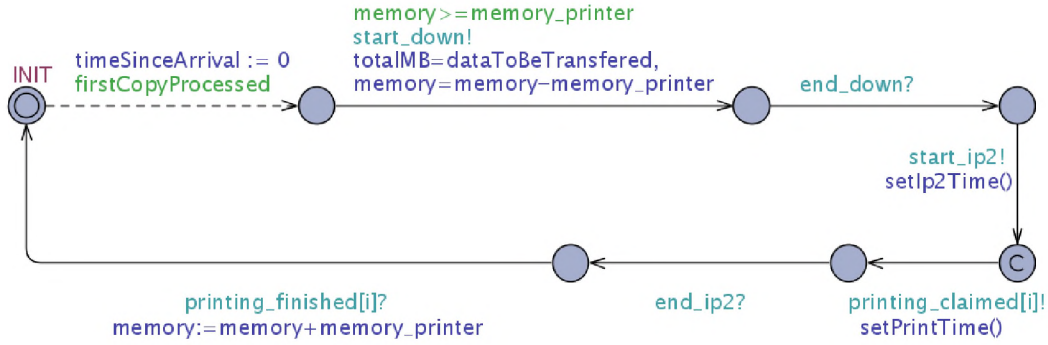 memory>=memory_printer
start_down!
timeSinceArrival := 0
totalMB=dataToBeTransfered,
INIT
firstCopyProcessed
memory=memory-memory_printer
end_down?
start_ip2!
setIp2Time()
C
printing_finished[i]?
end_ip2?
printing_claimed[i]!
memory:=memory+memory_printer
setPrintTime()